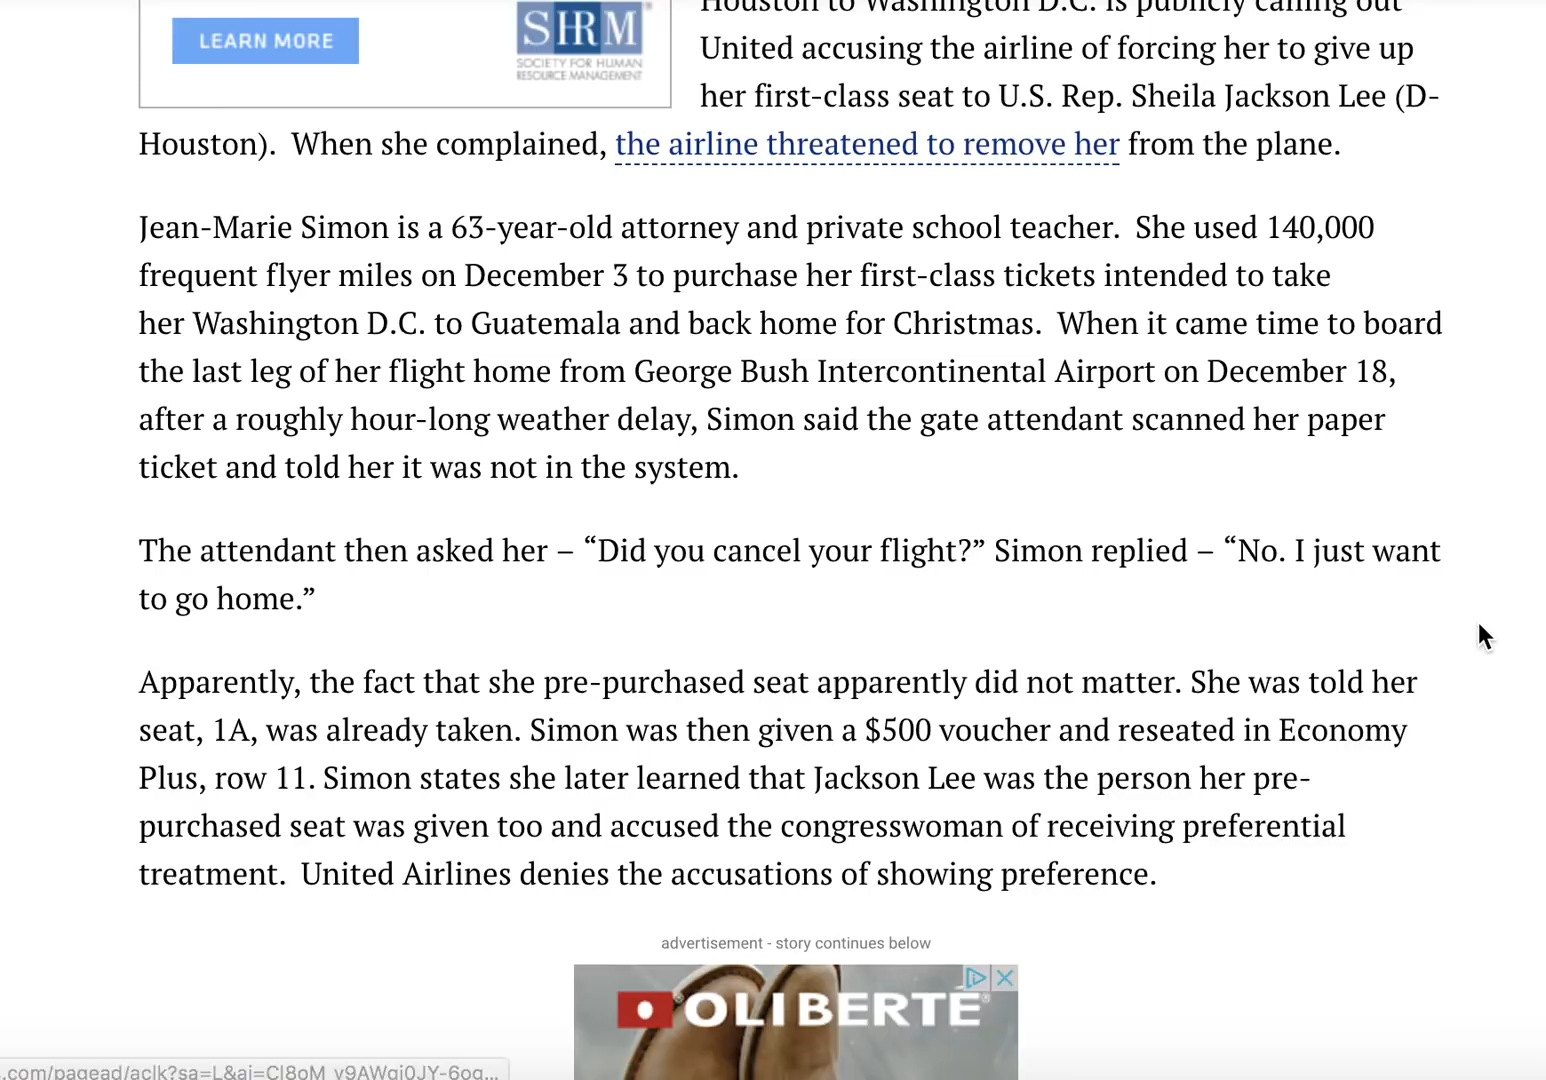 Houston to Washington D.C. is publicly calling out
LEARN MORE
SHRM
SOCIETY FOR HUMAN
RESOURCE MANAGEMENT
United accusing the airline of forcing her to give up
her first-class seat to U.S. Rep. Sheila Jackson Lee (D-
Houston).  When she complained, the airline threatened to remove her from the plane.
Jean-Marie Simon is a 63-year-old attorney and private school teacher.  She used 140,000
frequent flyer miles on December 3 to purchase her first-class tickets intended to take
her Washington D.C. to Guatemala and back home for Christmas.  When it came time to board
the last leg of her flight home from George Bush Intercontinental Airport on December 18,
after a roughly hour-long weather delay, Simon said the gate attendant scanned her paper
ticket and told her it was not in the system.
The attendant then asked her – “Did you cancel your flight?” Simon replied – “No. I just want
to go home.”
Apparently, the fact that she pre-purchased seat apparently did not matter. She was told her
seat, 1A, was already taken. Simon was then given a $500 voucher and reseated in Economy
Plus, row 11. Simon states she later learned that Jackson Lee was the person her pre-
purchased seat was given too and accused the congresswoman of receiving preferential
treatment.  United Airlines denies the accusations of showing preference.
advertisement - story continues below
OLIBERTÉ®